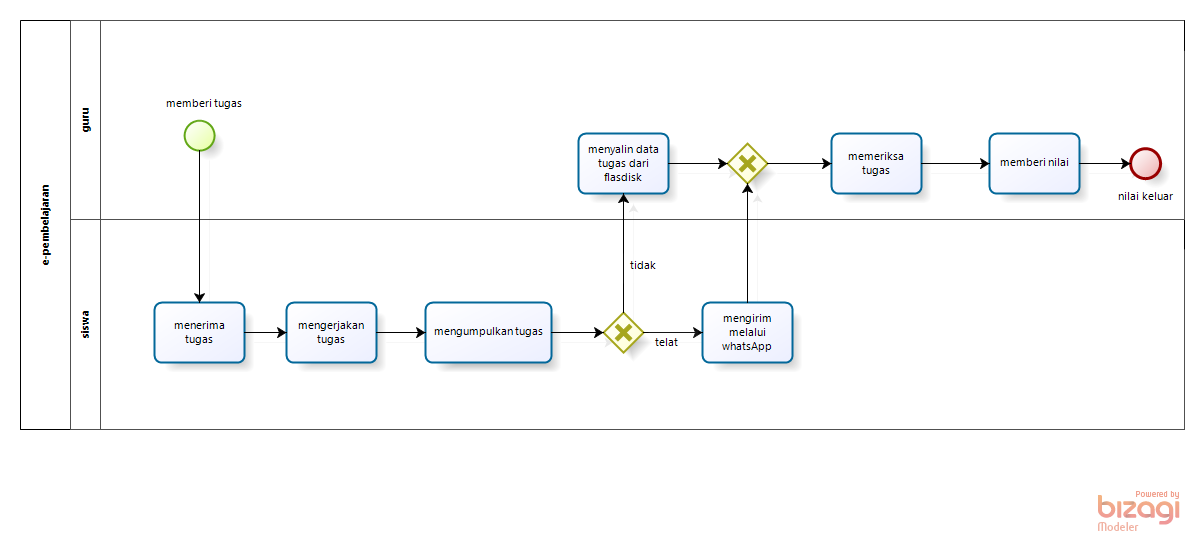 e-pembelajaran
guru
memberi tugas
menyalin data
tugas dari
flasdisk
memeriksa
tugas
memberi nilai
nilai keluar
siswa
menerima
tugas
mengerjakan
tugas
mengumpulkan tugas
tidak
telat
mengirim
melalui
whatsApp
Powered by
bizagi
Modeler